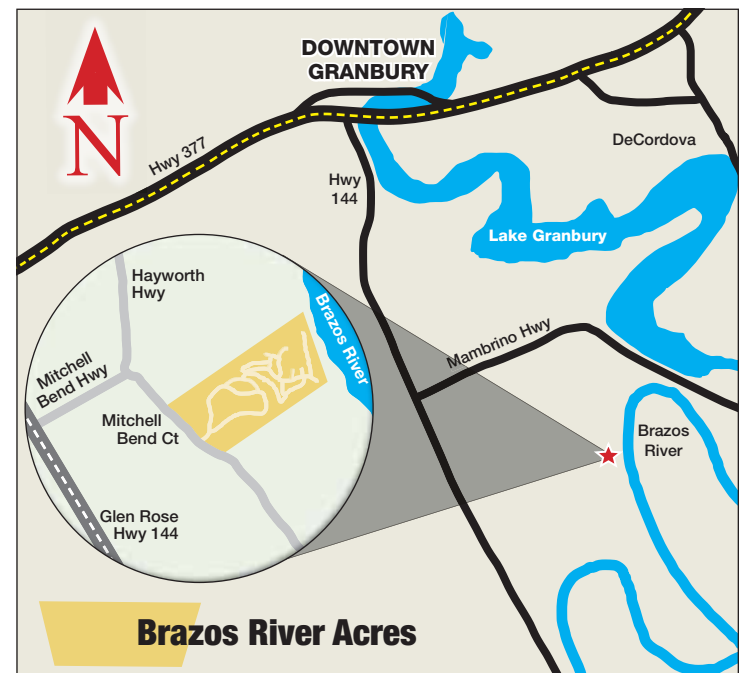 DOWNTOWN
GRANBURY
N
Hwy 377
DeCordova
Hwy
144
Lake Granbury
Hayworth
Hwy
Brazos River
Mambrino Hwy
Mitchell
Bend Hwy
Mitchell
Bend Ct
Brazos
River
Glen Rose
Hwy 144
Brazos River Acres